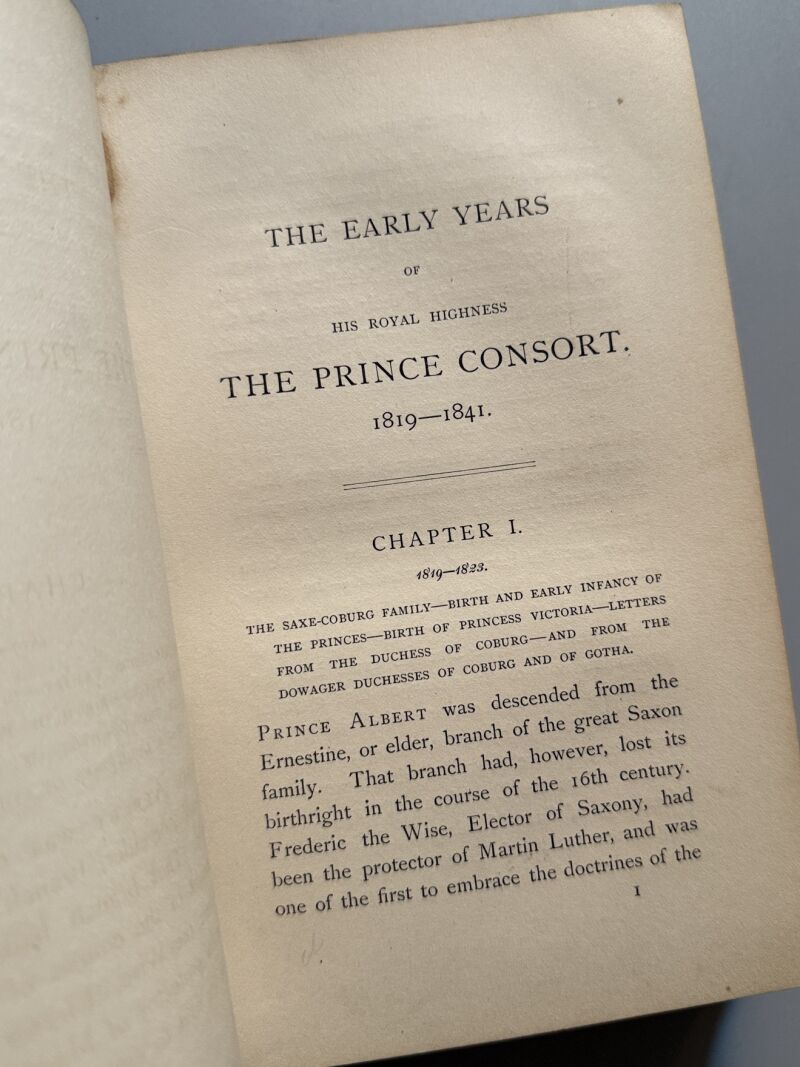 THE EARLY YEARS
OF
HIS ROYAL HIGHNESS
THE PRINCE CONSORT.
1819—1841.
CHAPTER I.
1819—1823.
THE SAXE-COBURG FAMILY—BIRTH AND EARLY INFANCY OF
THE PRINCES—BIRTH OF PRINCESS VICTORIA—LETTERS
FROM THE DUCHESS OF COBURG—AND FROM THE
DOWAGER DUCHESSES OF COBURG AND OF GOTHA.
PRINCE ALBERT was descended from the
Ernestine, or elder, branch of the great Saxon
family. That branch had, however, lost its
birthright in the course of the 16th century.
Frederic the Wise, Elector of Saxony, had
been the protector of Martin Luther, and was
one of the first to embrace the doctrines of the
1